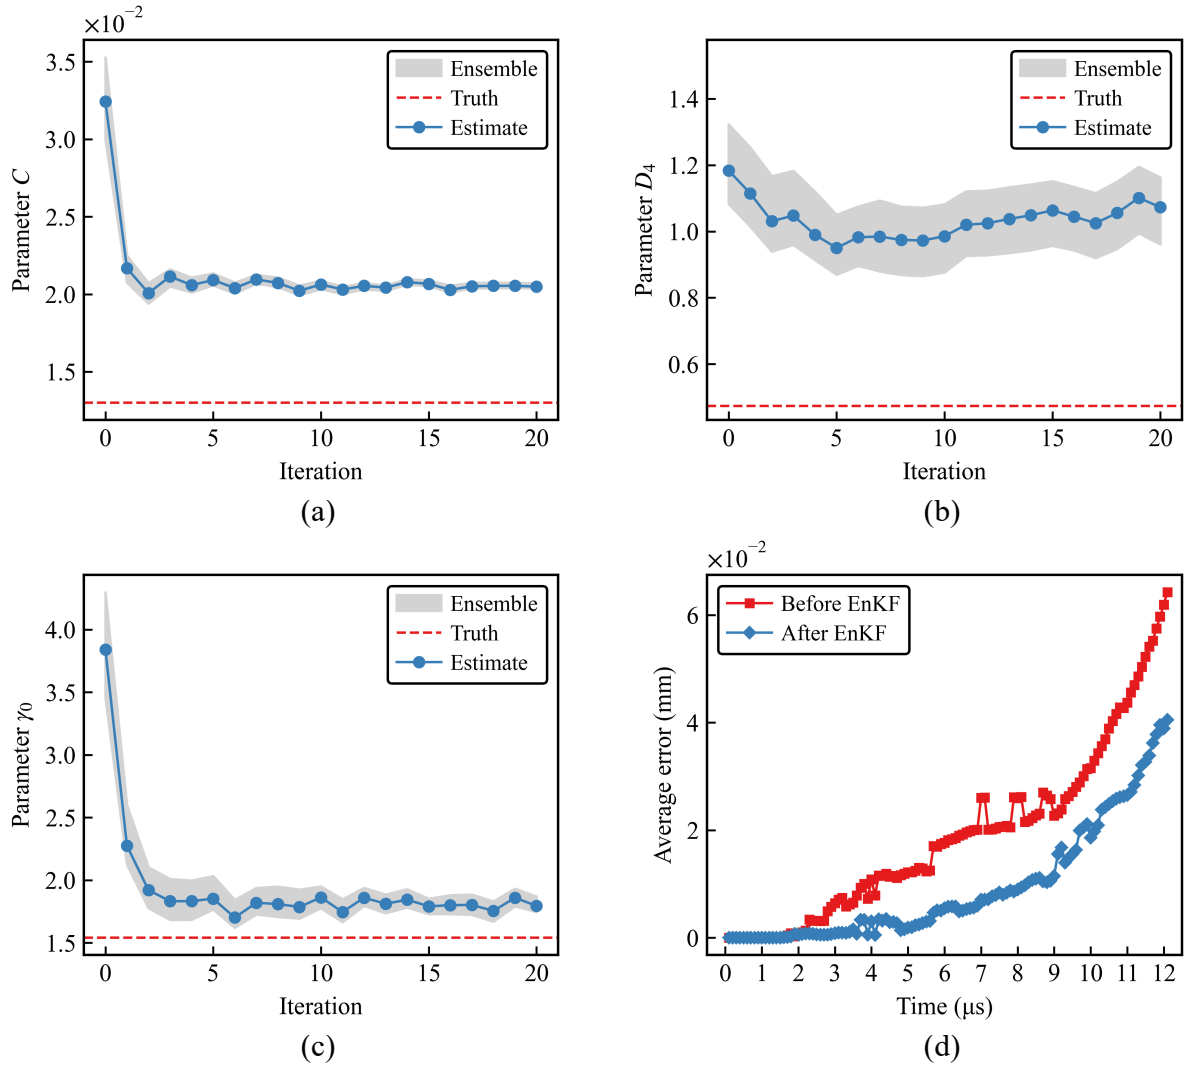 ×10−2
3.5
3.0
2.5
2.0
1.5
Parameter C
Ensemble
Truth
Estimate
0 5 10 15 20
Iteration
(a)
1.4
1.2
1.0
0.8
0.6
Parameter D4
Ensemble
Truth
Estimate
0 5 10 15 20
Iteration
(b)
4.0
3.5
3.0
2.5
2.0
1.5
Parameter γ0
Ensemble
Truth
Estimate
0 5 10 15 20
Iteration
(c)
×10−2
6
4
2
0
Average error (mm)
Before EnKF
After EnKF
0 1 2 3 4 5 6 7 8 9 10 11 12
Time (μs)
(d)